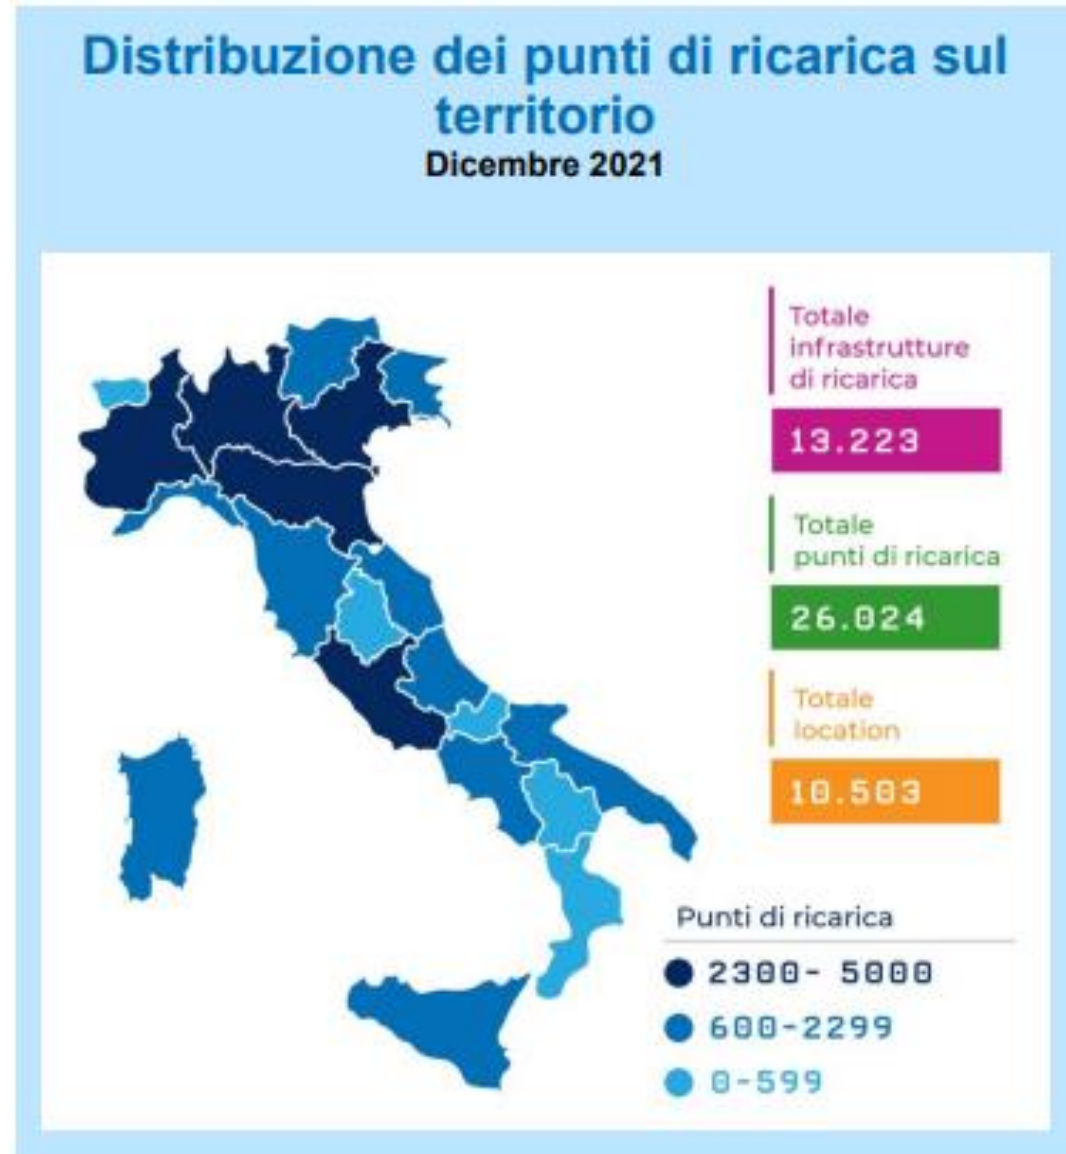 Distribuzione dei punti di ricarica sul
territorio
Dicembre 2021
Totale
infrastrutture
di ricarica
13.223
Totale
punti di ricarica
26.024
Totale
location
10.503
Punti di ricarica
2300- 5000
600-2299
0-599